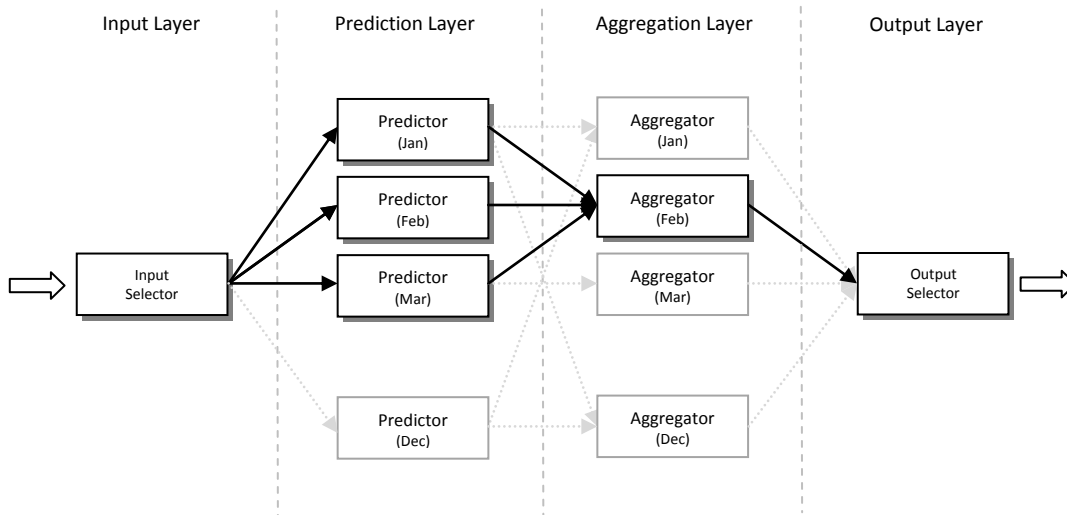 Input Layer
Prediction Layer
Aggregation Layer
Output Layer
Predictor
(Jan)
Aggregator
(Jan)
Predictor
(Feb)
Aggregator
(Feb)
Input
Selector
Predictor
(Mar)
Aggregator
(Mar)
Output
Selector
Predictor
(Dec)
Aggregator
(Dec)